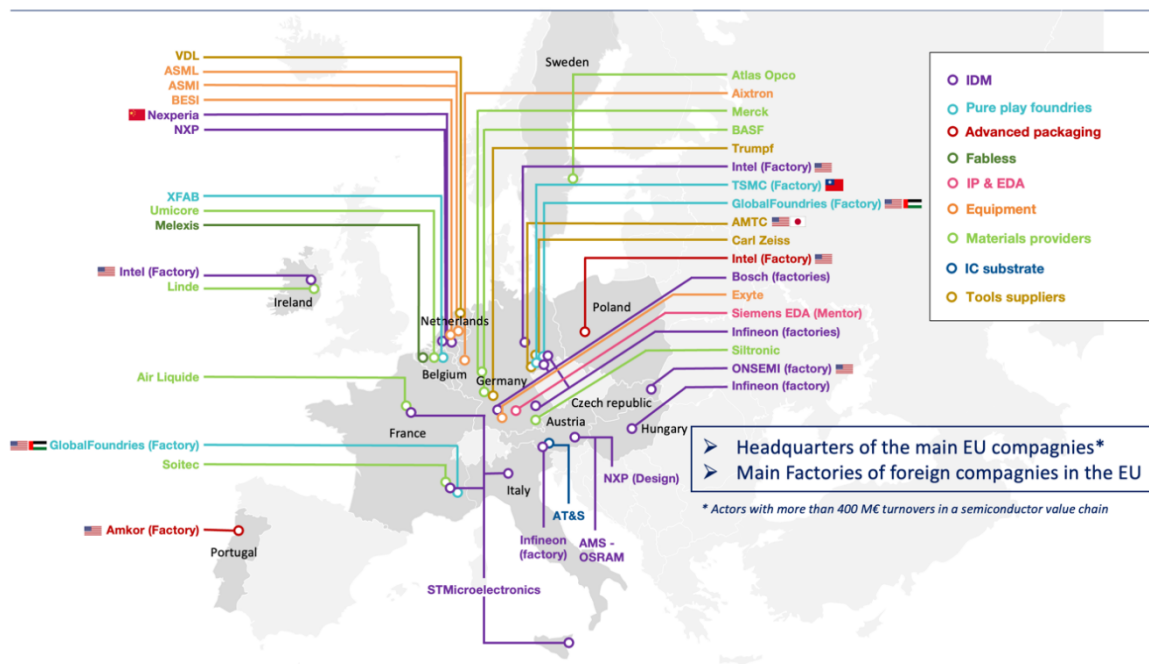 VDL
ASML
ASMI
BESI
Nexperia
NXP
XFAB
Umicore
Melexis
Intel (Factory)
Linde
Air Liquide
GlobalFoundries (Factory)
Soitec
Amkor (Factory)
Sweden
Ireland
Netherlands
Belgium
Germany
Poland
Czech republic
Austria
Hungary
France
Italy
Portugal
Atlas Opco
Aixtron
Merck
BASF
Trumpf
Intel (Factory)
TSMC (Factory)
GlobalFoundries (Factory)
AMTC
Carl Zeiss
Intel (Factory)
Bosch (factories)
Exyte
Siemens EDA (Mentor)
Infineon (factories)
Siltronic
ONSEMI (factory)
Infineon (factory)
NXP (Design)
AT&S
Infineon
(factory)
AMS -
OSRAM
STMicroelectronics
IDM
Pure play foundries
Advanced packaging
Fabless
IP & EDA
Equipment
Materials providers
IC substrate
Tools suppliers
➢ Headquarters of the main EU compagnies*
➢ Main Factories of foreign compagnies in the EU
* Actors with more than 400 M€ turnovers in a semiconductor value chain